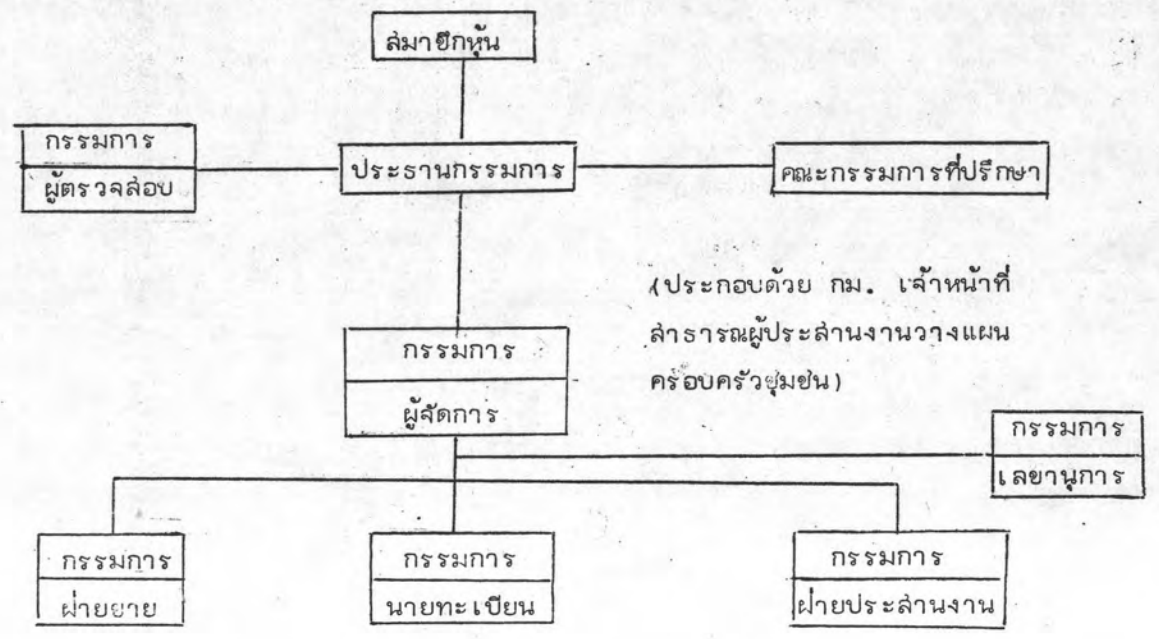 สมาชิกหุ้น
กรรมการ
ผู้ตรวจสอบ
ประธานกรรมการ
คณะกรรมการที่ปรึกษา
(ประกอบด้วย กม. เจ้าหน้าที่
สาธารณผู้ประสานงานวางแผน
ครอบครัวชุมชน)
กรรมการ
ผู้จัดการ
กรรมการ
เลขานุการ
กรรมการ
ฝ่ายขาย
กรรมการ
นายทะเบียน
กรรมการ
ฝ่ายประสานงาน